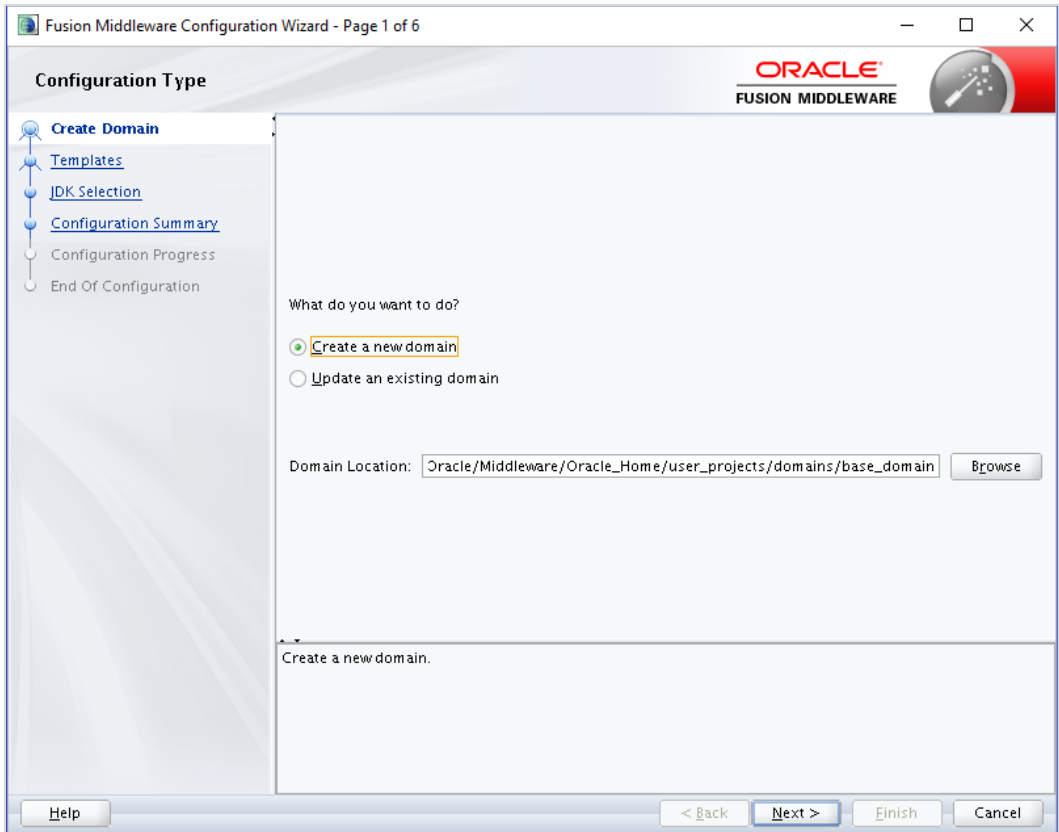 Fusion Middleware Configuration Wizard - Page 1 of 6
Configuration Type
ORACLE
FUSION MIDDLEWARE
Create Domain
Templates
JDK Selection
Configuration Summary
Configuration Progress
End Of Configuration
What do you want to do?
Create a new domain
Update an existing domain
Domain Location: Oracle/Middleware/Oracle_Home/user_projects/domains/base_domain Browse
Create a new domain.
Help < Back Next > Finish Cancel